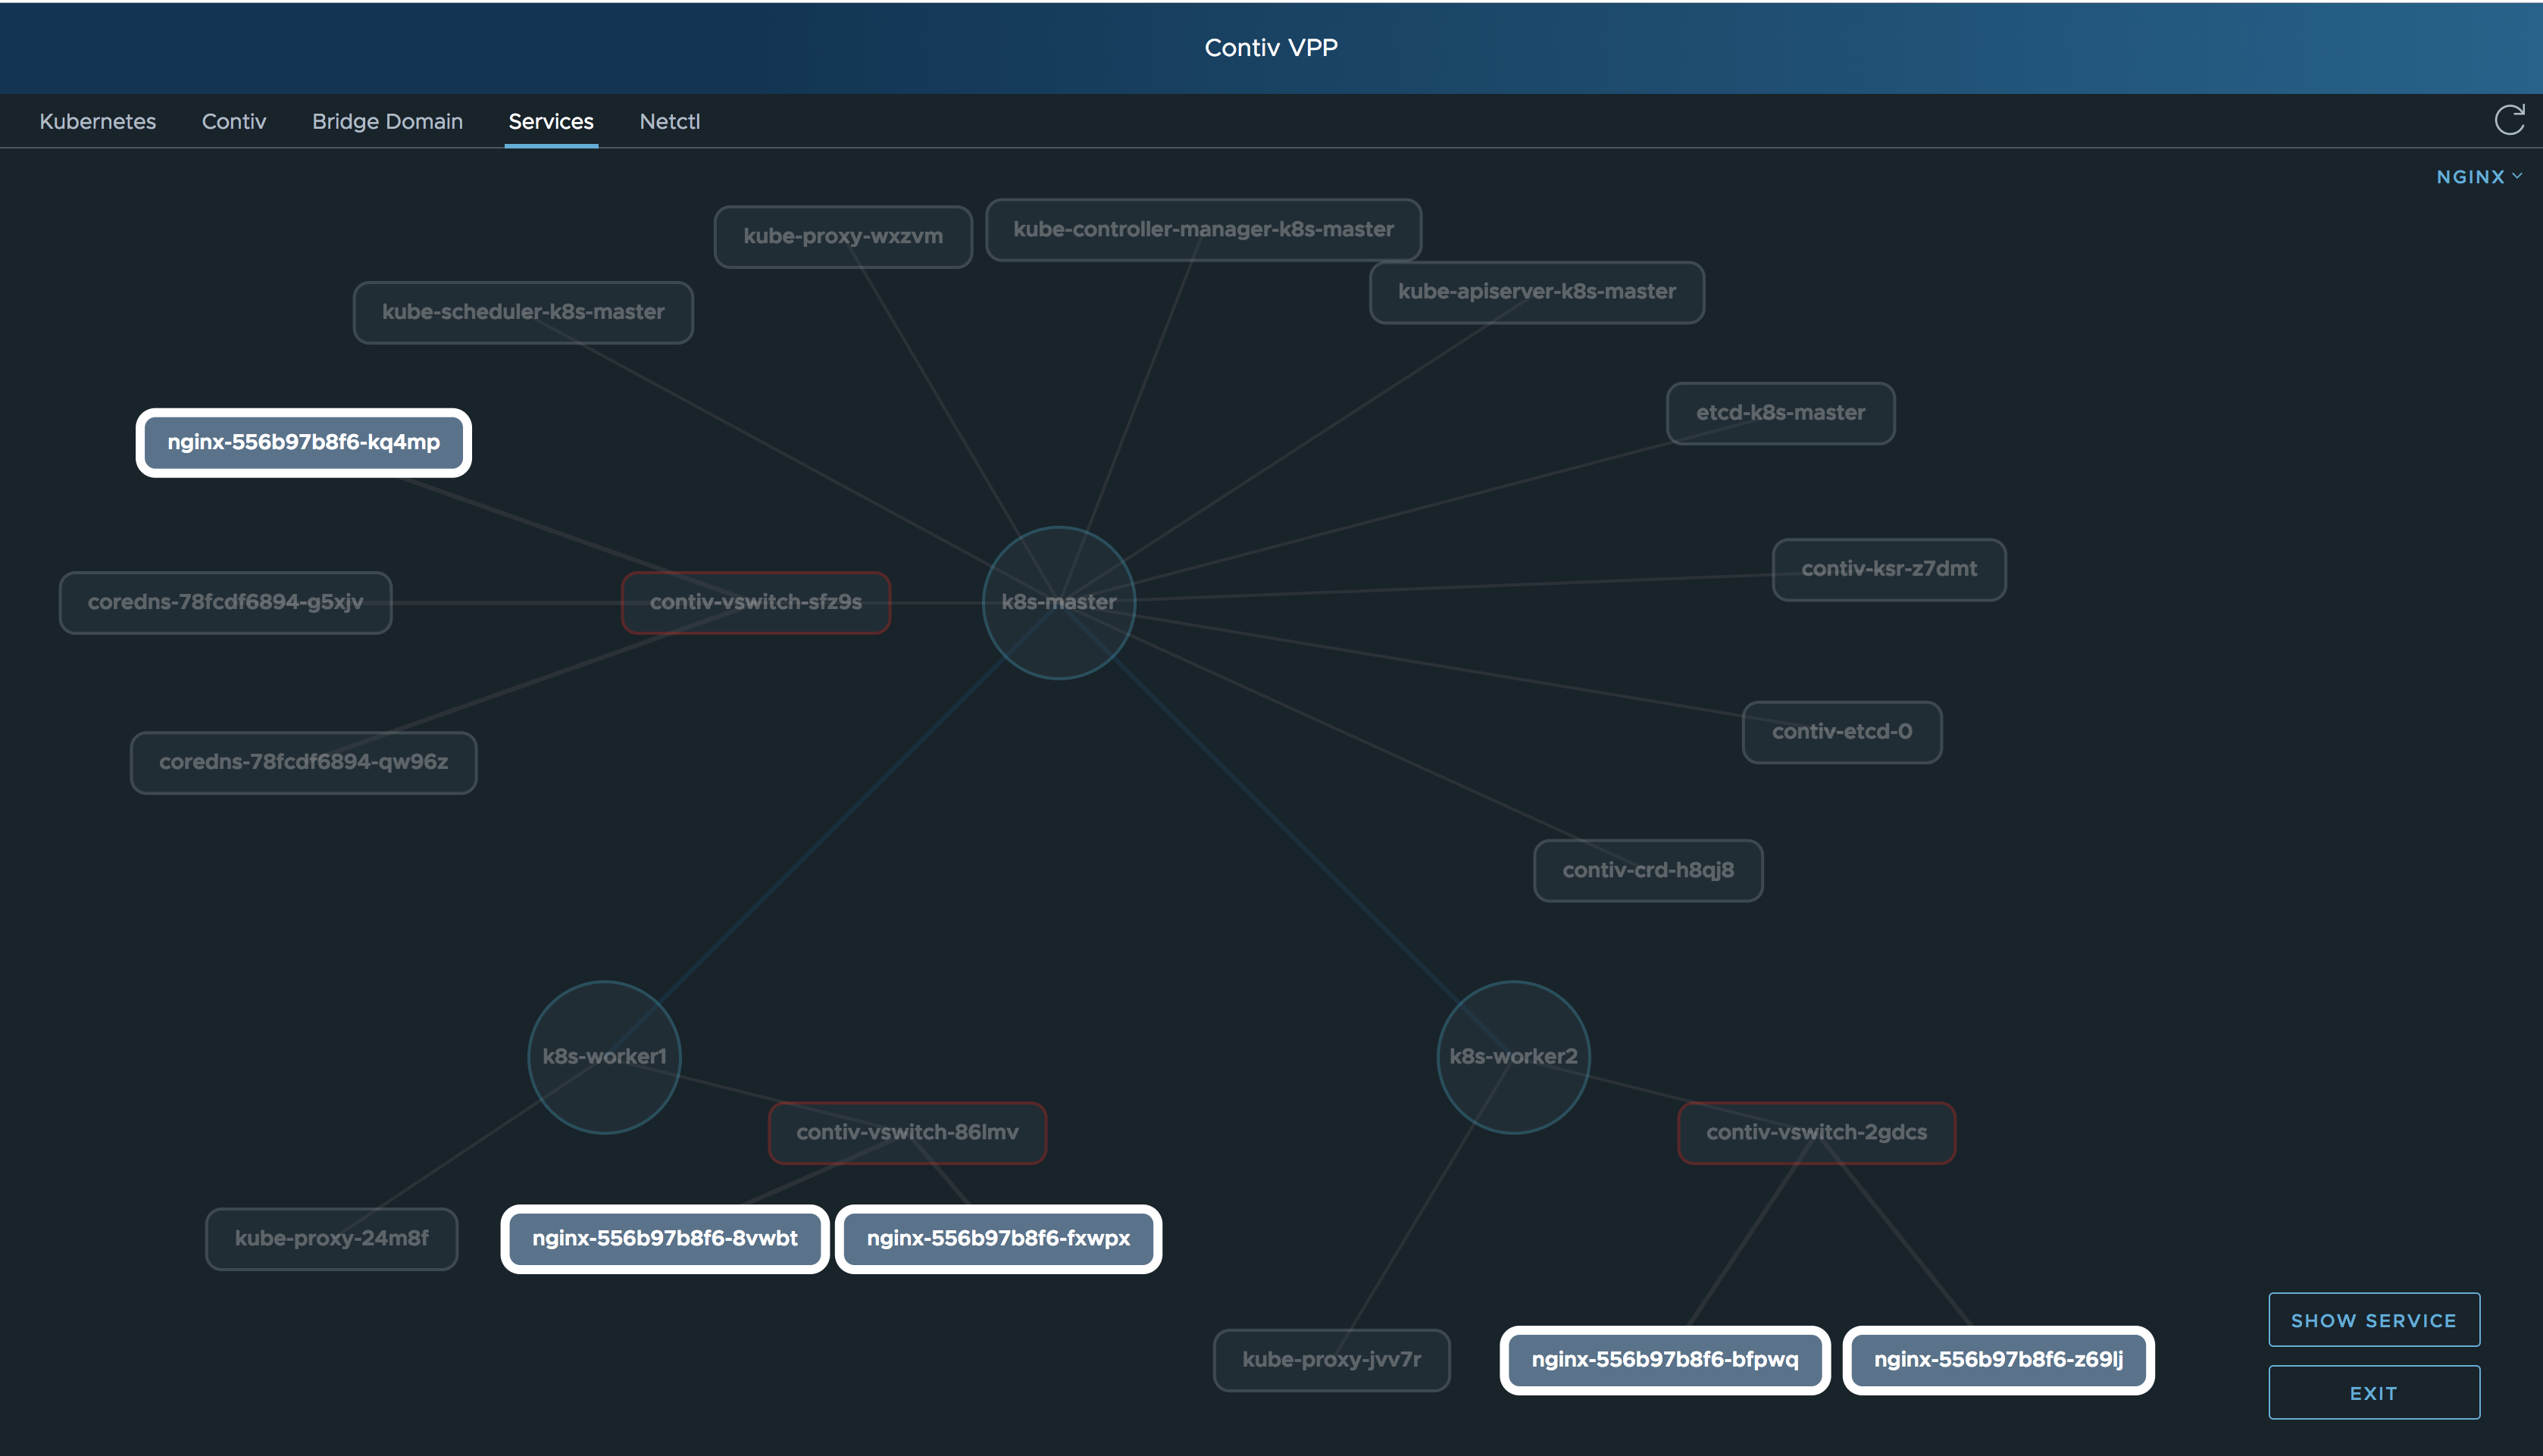 Contiv VPP
Kubernetes
Contiv
Bridge Domain
Services
Netctl
NGINX
kube-proxy-wxzvm
kube-controller-manager-k8s-master
kube-apiserver-k8s-master
kube-scheduler-k8s-master
etcd-k8s-master
nginx-556b97b8f6-kq4mp
contiv-ksr-z7dmt
coredns-78fcdf6894-g5xjv
contiv-vswitch-sfz9s
k8s-master
contiv-etcd-0
coredns-78fcdf6894-qw96z
contiv-crd-h8qj8
k8s-worker1
k8s-worker2
contiv-vswitch-86lmv
contiv-vswitch-2gdcs
kube-proxy-24m8f
nginx-556b97b8f6-8vwbt
nginx-556b97b8f6-fxwpx
SHOW SERVICE
kube-proxy-jvv7r
nginx-556b97b8f6-bfpwq
nginx-556b97b8f6-z69lj
EXIT